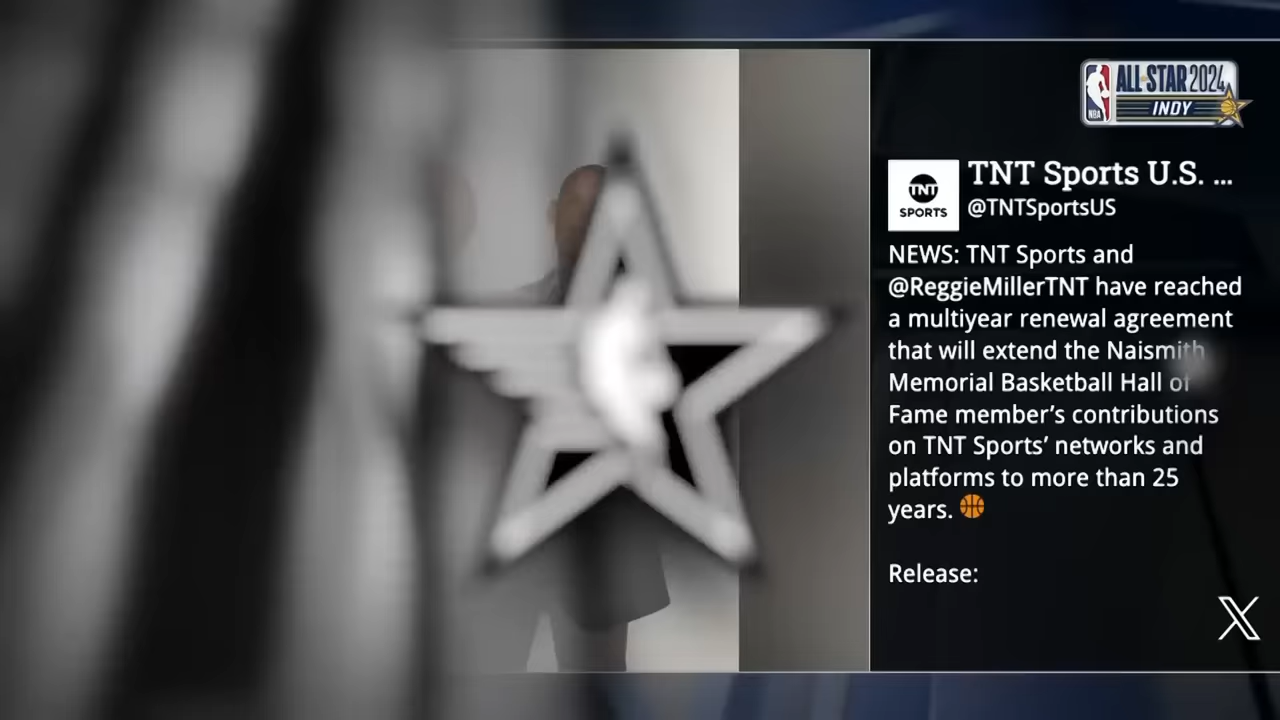 ALL-STAR 2024
NBA
INDY
TNT Sports U.S. ...
TNT
SPORTS
@TNTSportsUS
NEWS: TNT Sports and
@ReggieMillerTNT have reached
a multiyear renewal agreement
that will extend the Naismith
Memorial Basketball Hall of
Fame member’s contributions
on TNT Sports’ networks and
platforms to more than 25
years. 🏀
Release:
X